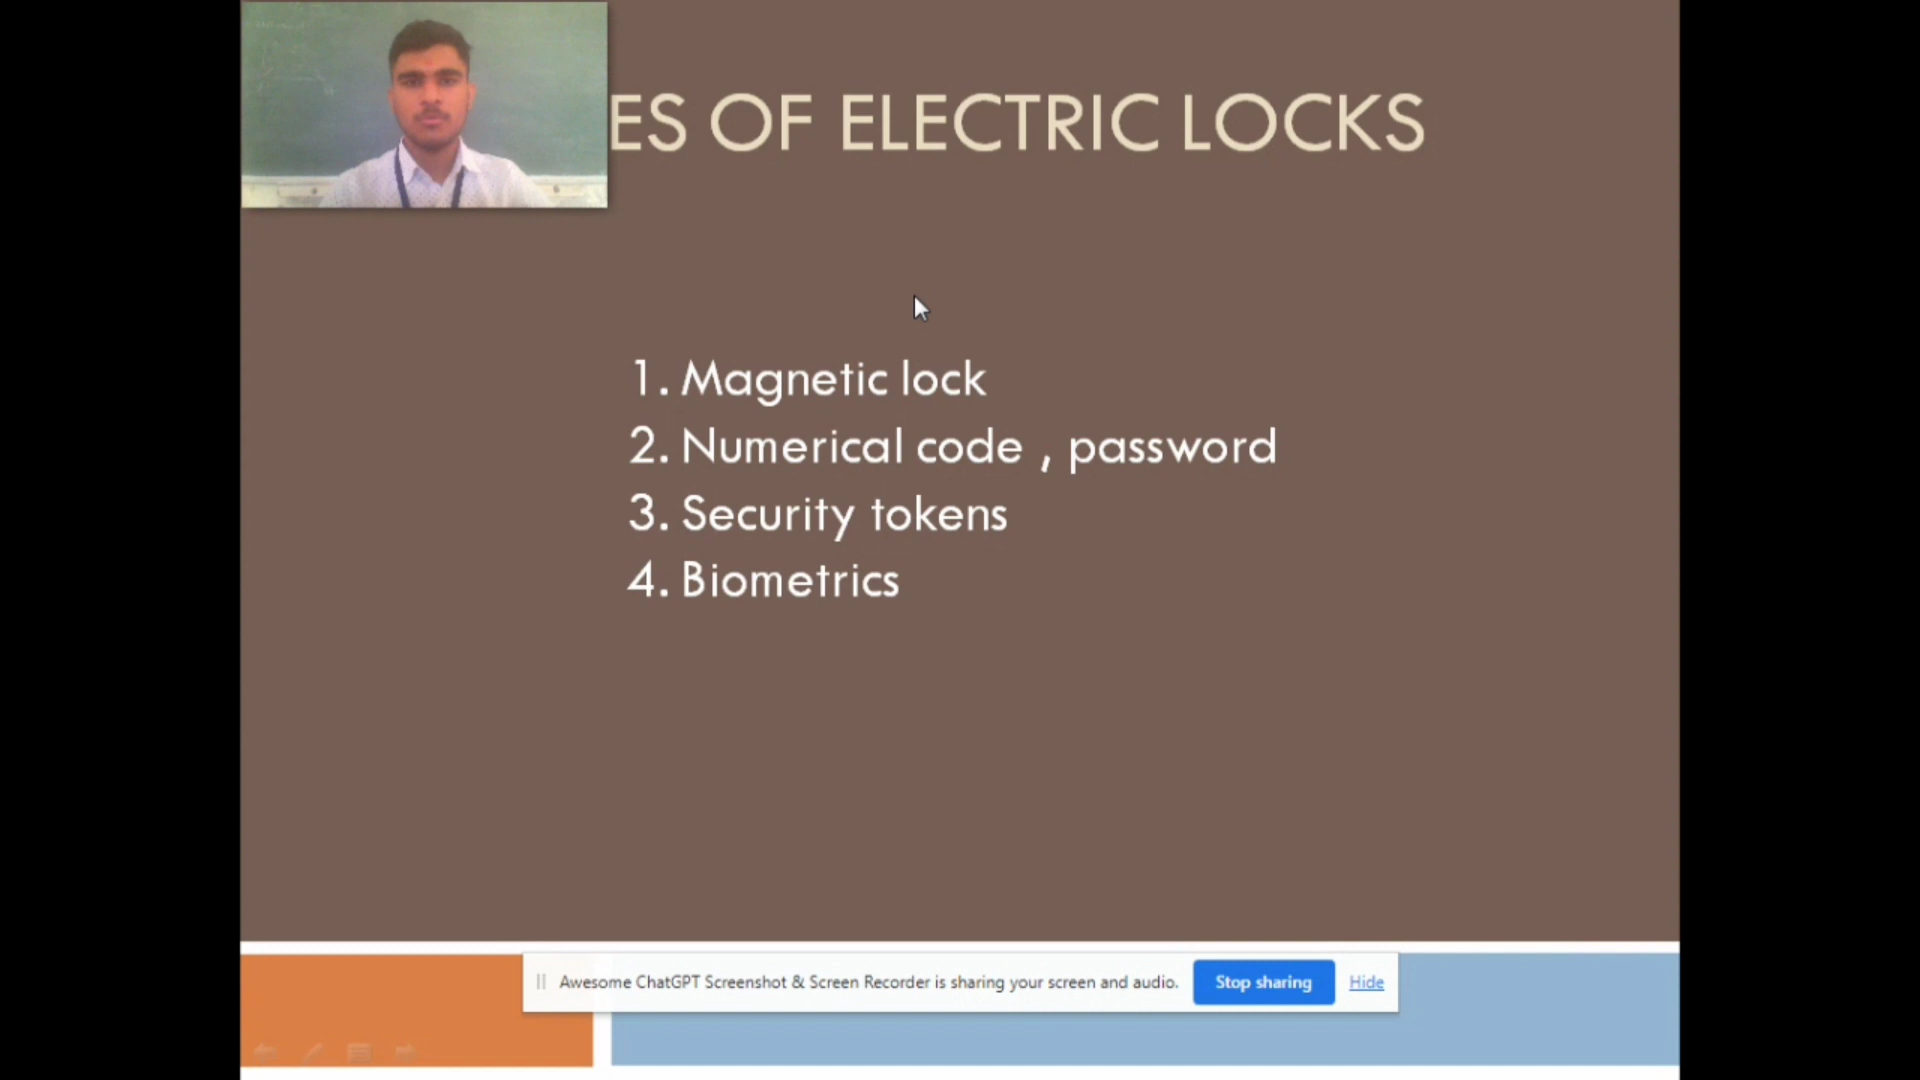 ES OF ELECTRIC LOCKS
1. Magnetic lock
2. Numerical code , password
3. Security tokens
4. Biometrics
Awesome ChatGPT Screenshot & Screen Recorder is sharing your screen and audio. Stop sharing Hide